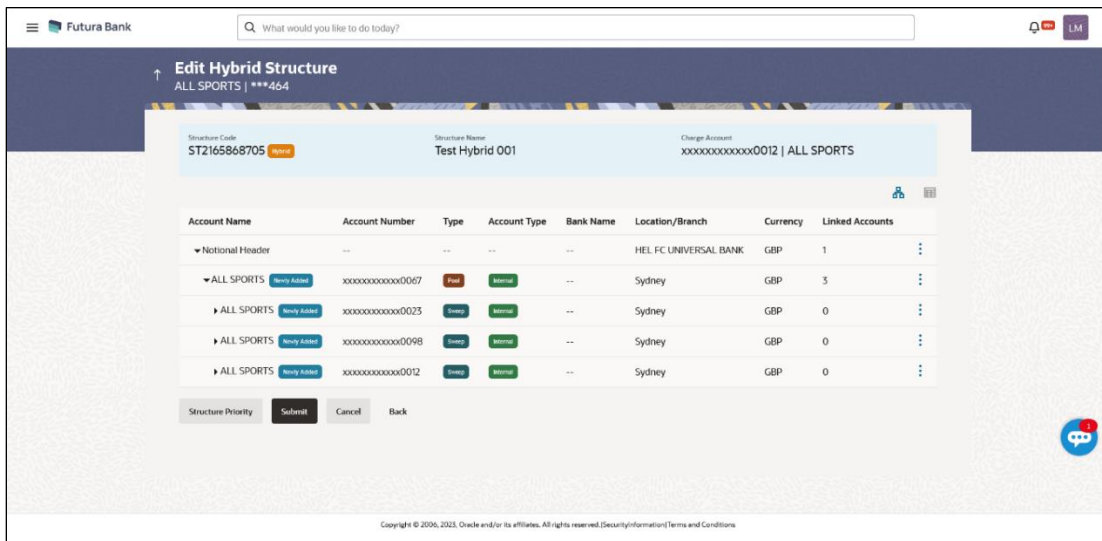 Futura Bank
What would you like to do today?
99+
LM
Edit Hybrid Structure
ALL SPORTS | ***464
Structure Code
Structure Name
Charge Account
ST2165868705 Hybrid
Test Hybrid 001
xxxxxxxxxxxx0012 | ALL SPORTS
Account Name Account Number Type Account Type Bank Name Location/Branch Currency Linked Accounts
Notional Header -- -- -- -- HEL FC UNIVERSAL BANK GBP 1
ALL SPORTS Newly Added xxxxxxxxxxxx0067 Pool Internal -- Sydney GBP 3
ALL SPORTS Newly Added xxxxxxxxxxxx0023 Sweep Internal -- Sydney GBP 0
ALL SPORTS Newly Added xxxxxxxxxxxx0098 Sweep Internal -- Sydney GBP 0
ALL SPORTS Newly Added xxxxxxxxxxxx0012 Sweep Internal -- Sydney GBP 0
Structure Priority Submit Cancel Back
1
Copyright © 2006, 2023, Oracle and/or its affiliates. All rights reserved.|SecurityInformation|Terms and Conditions